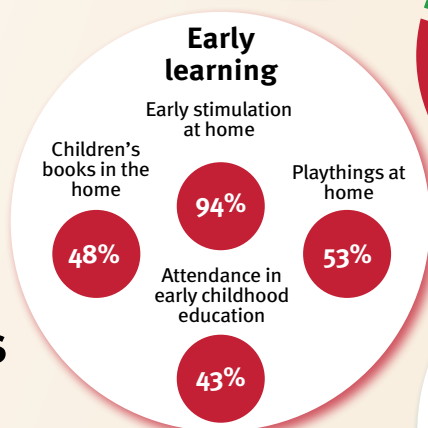 Early
learning
Early stimulation
at home
94%
Children's
books in the
home
48%
Playthings at
home
53%
Attendance in
early childhood
education
43%
s